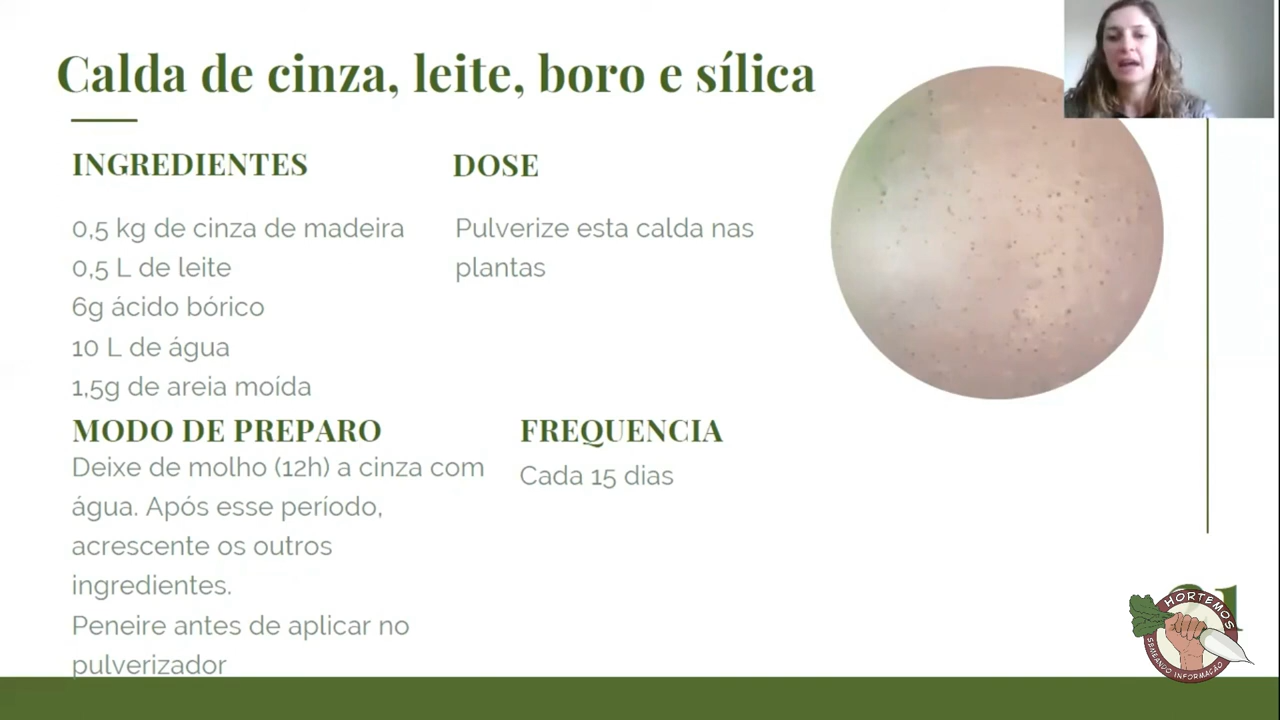 Calda de cinza, leite, boro e sílica
INGREDIENTES
0,5 kg de cinza de madeira
0,5 L de leite
6g ácido bórico
10 L de água
1,5g de areia moída
DOSE
Pulverize esta calda nas
plantas
MODO DE PREPARO
Deixe de molho (12h) a cinza com
água. Após esse período,
acrescente os outros
ingredientes.
Peneire antes de aplicar no
pulverizador
FREQUENCIA
Cada 15 dias
HORTEMOS
SEMEANDO INFORMAÇÃO